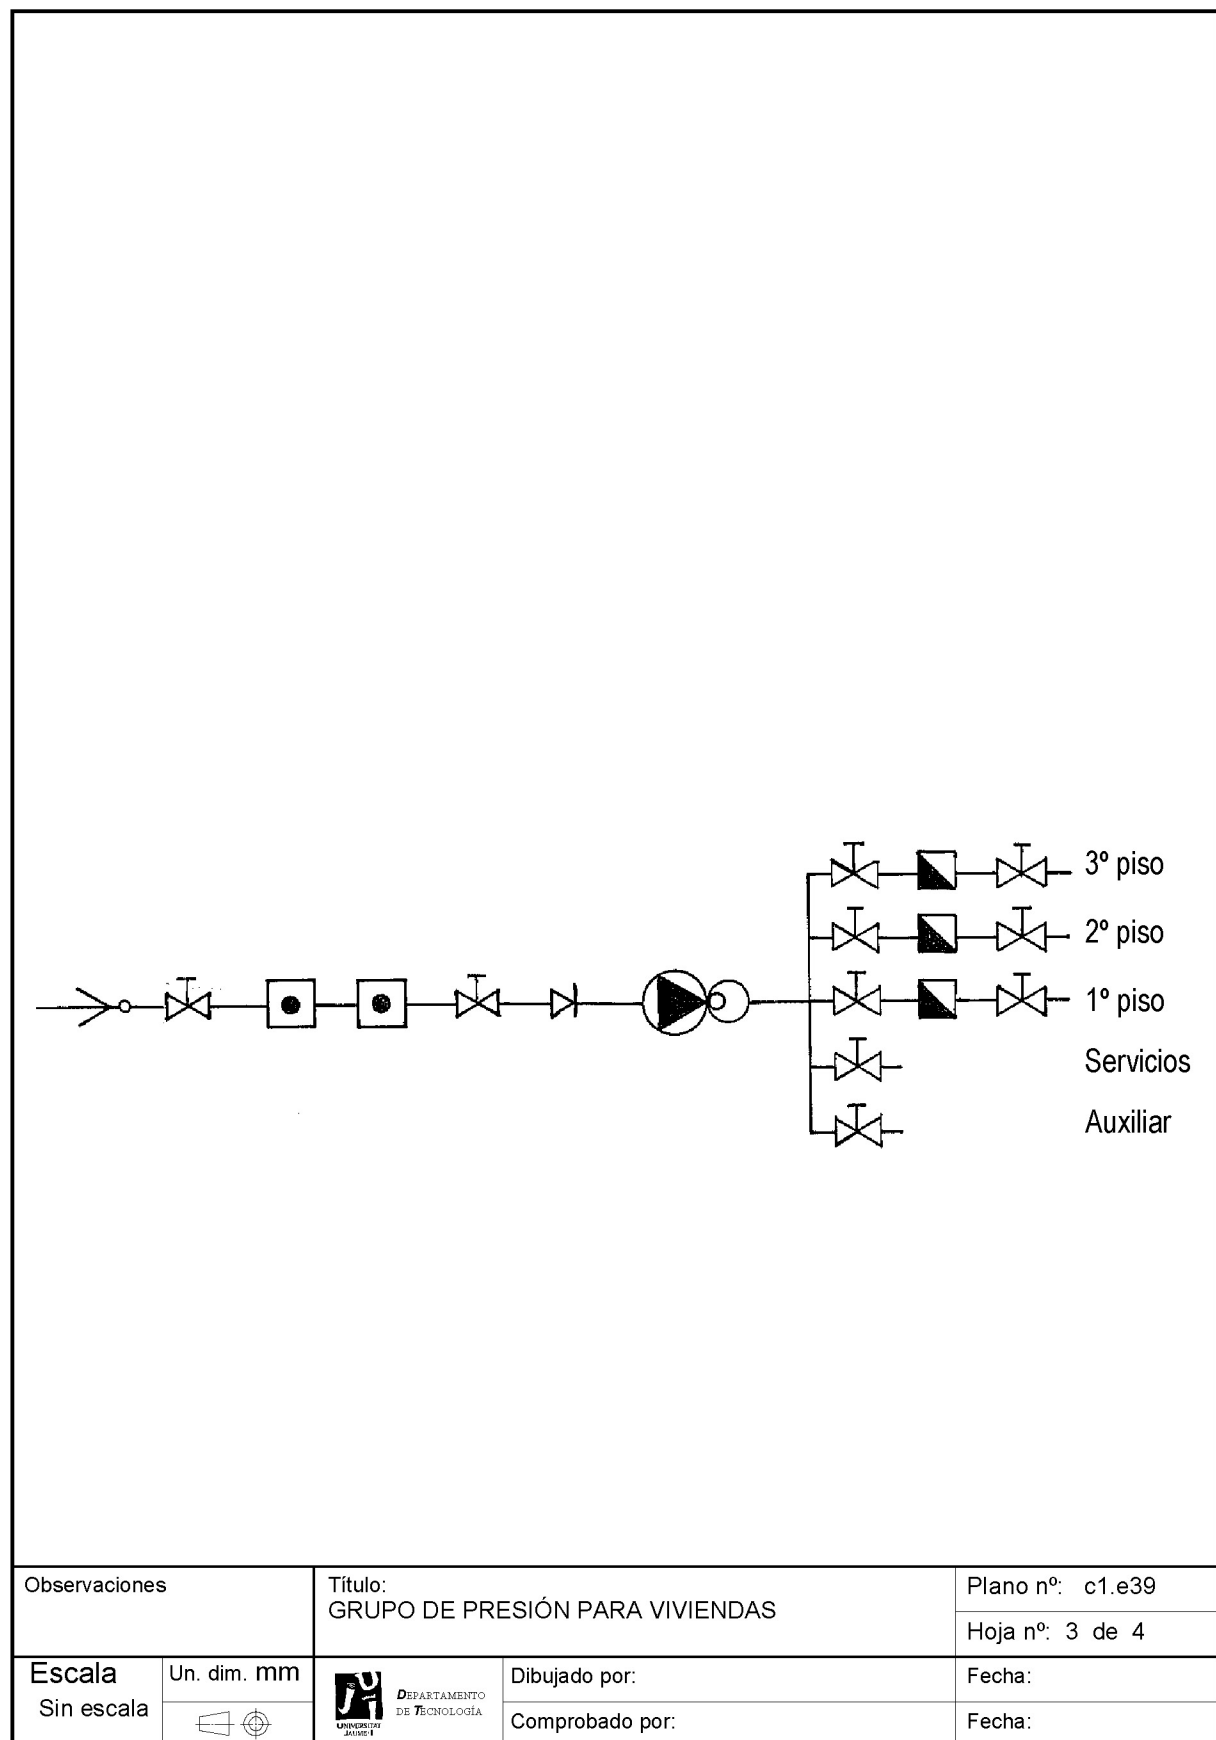 3º piso
2º piso
1º piso
Servicios
Auxiliar
Observaciones
Título:
GRUPO DE PRESIÓN PARA VIVIENDAS
Plano nº: c1.e39
Hoja nº: 3 de 4
Escala
Sin escala
Un. dim. mm
UNIVERSITAT
JAUME·I
DEPARTAMENTO
DE TECNOLOGÍA
Dibujado por:
Fecha:
Comprobado por:
Fecha: